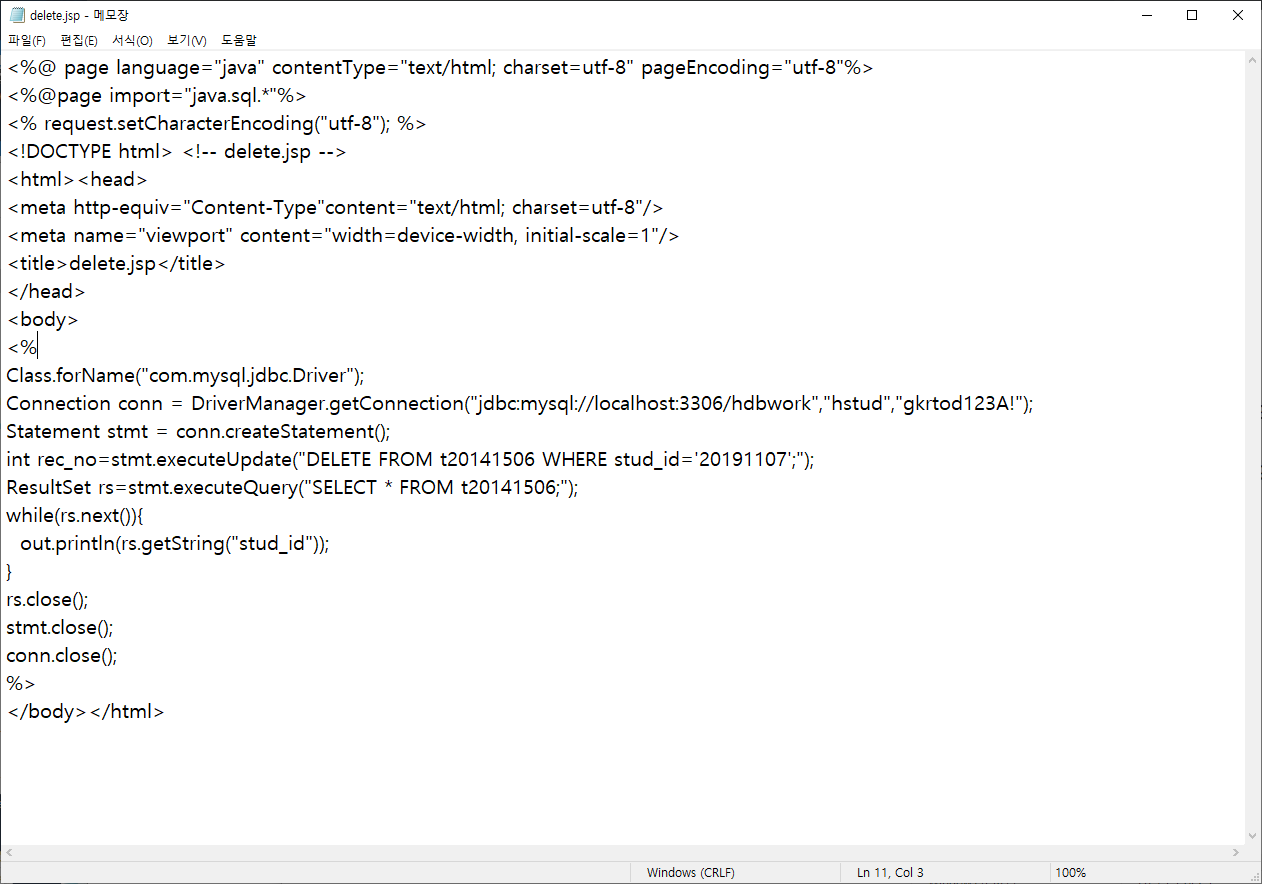 delete.jsp - 메모장
파일(F) 편집(E) 서식(O) 보기(V) 도움말
<%@ page language="java" contentType="text/html; charset=utf-8" pageEncoding="utf-8"%>
<%@page import="java.sql.*"%>
<% request.setCharacterEncoding("utf-8"); %>
<!DOCTYPE html> <!-- delete.jsp -->
<html><head>
<meta http-equiv="Content-Type"content="text/html; charset=utf-8"/>
<meta name="viewport" content="width=device-width, initial-scale=1"/>
<title>delete.jsp</title>
</head>
<body>
<%
Class.forName("com.mysql.jdbc.Driver");
Connection conn = DriverManager.getConnection("jdbc:mysql://localhost:3306/hdbwork","hstud","gkrtod123A!");
Statement stmt = conn.createStatement();
int rec_no=stmt.executeUpdate("DELETE FROM t20141506 WHERE stud_id='20191107';");
ResultSet rs=stmt.executeQuery("SELECT * FROM t20141506;");
while(rs.next()){
  out.println(rs.getString("stud_id"));
}
rs.close();
stmt.close();
conn.close();
%>
</body></html>
Windows (CRLF) Ln 11, Col 3 100%